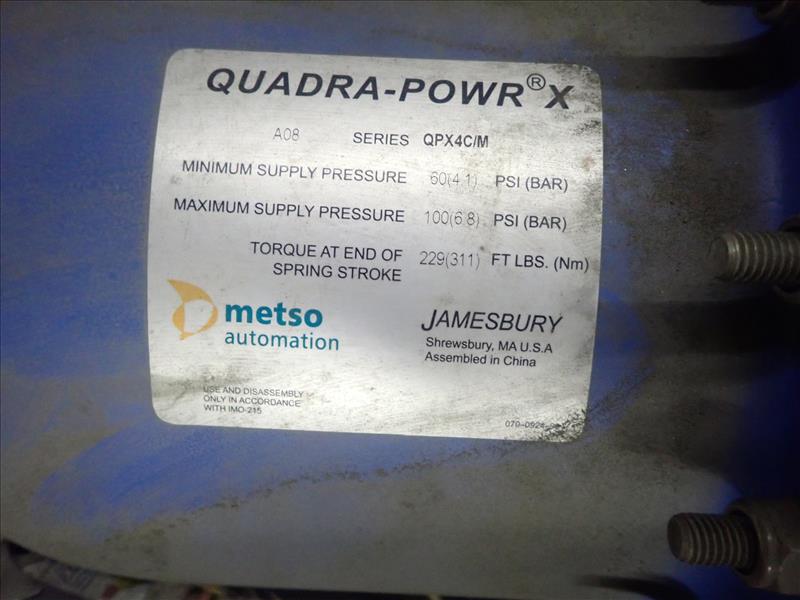 QUADRA-POWR® X
A08 SERIES QPX4C/M
MINIMUM SUPPLY PRESSURE 60(4.1) PSI (BAR)
MAXIMUM SUPPLY PRESSURE 100(6.8) PSI (BAR)
TORQUE AT END OF 229(311) FT LBS. (Nm)
SPRING STROKE
metso
automation
JAMESBURY
Shrewsbury, MA U.S.A
Assembled in China
USE AND DISASSEMBLY
ONLY IN ACCORDANCE
WITH IMO-215